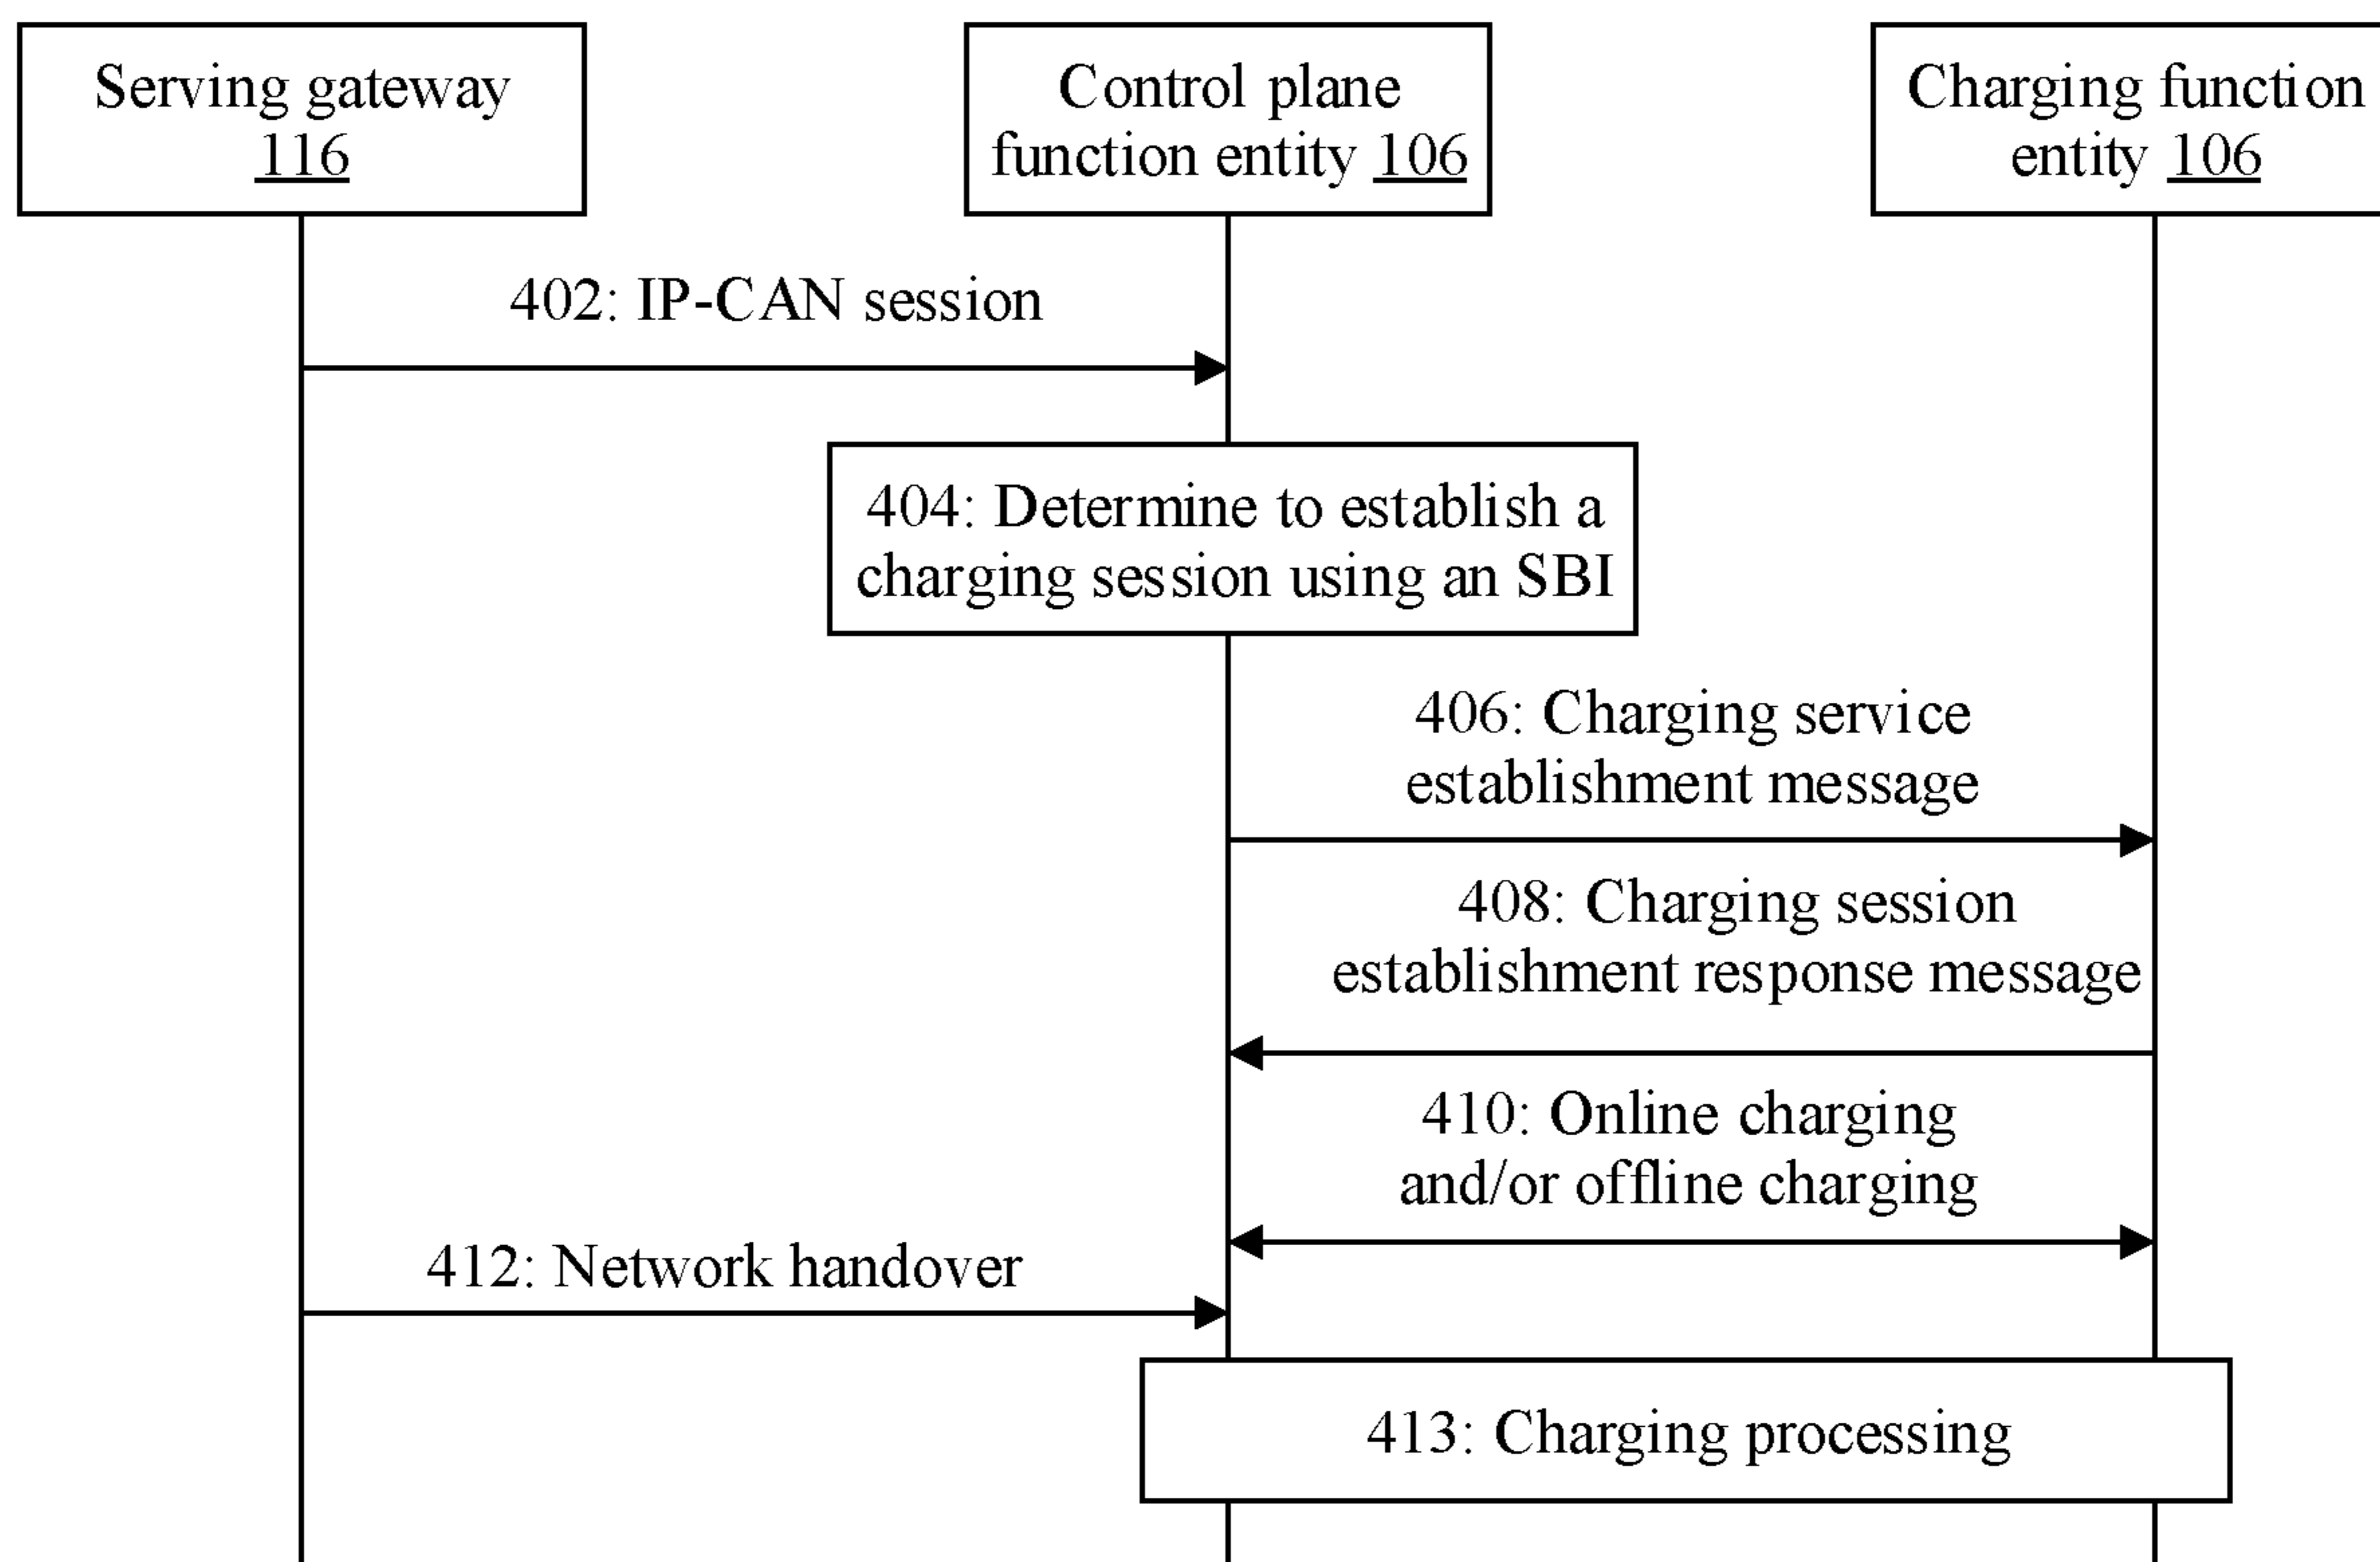 Serving gateway
116
Control plane
function entity 106
Charging function
entity 106
402: IP-CAN session
404: Determine to establish a
charging session using an SBI
406: Charging service
establishment message
408: Charging session
establishment response message
410: Online charging
and/or offline charging
412: Network handover
413: Charging processing